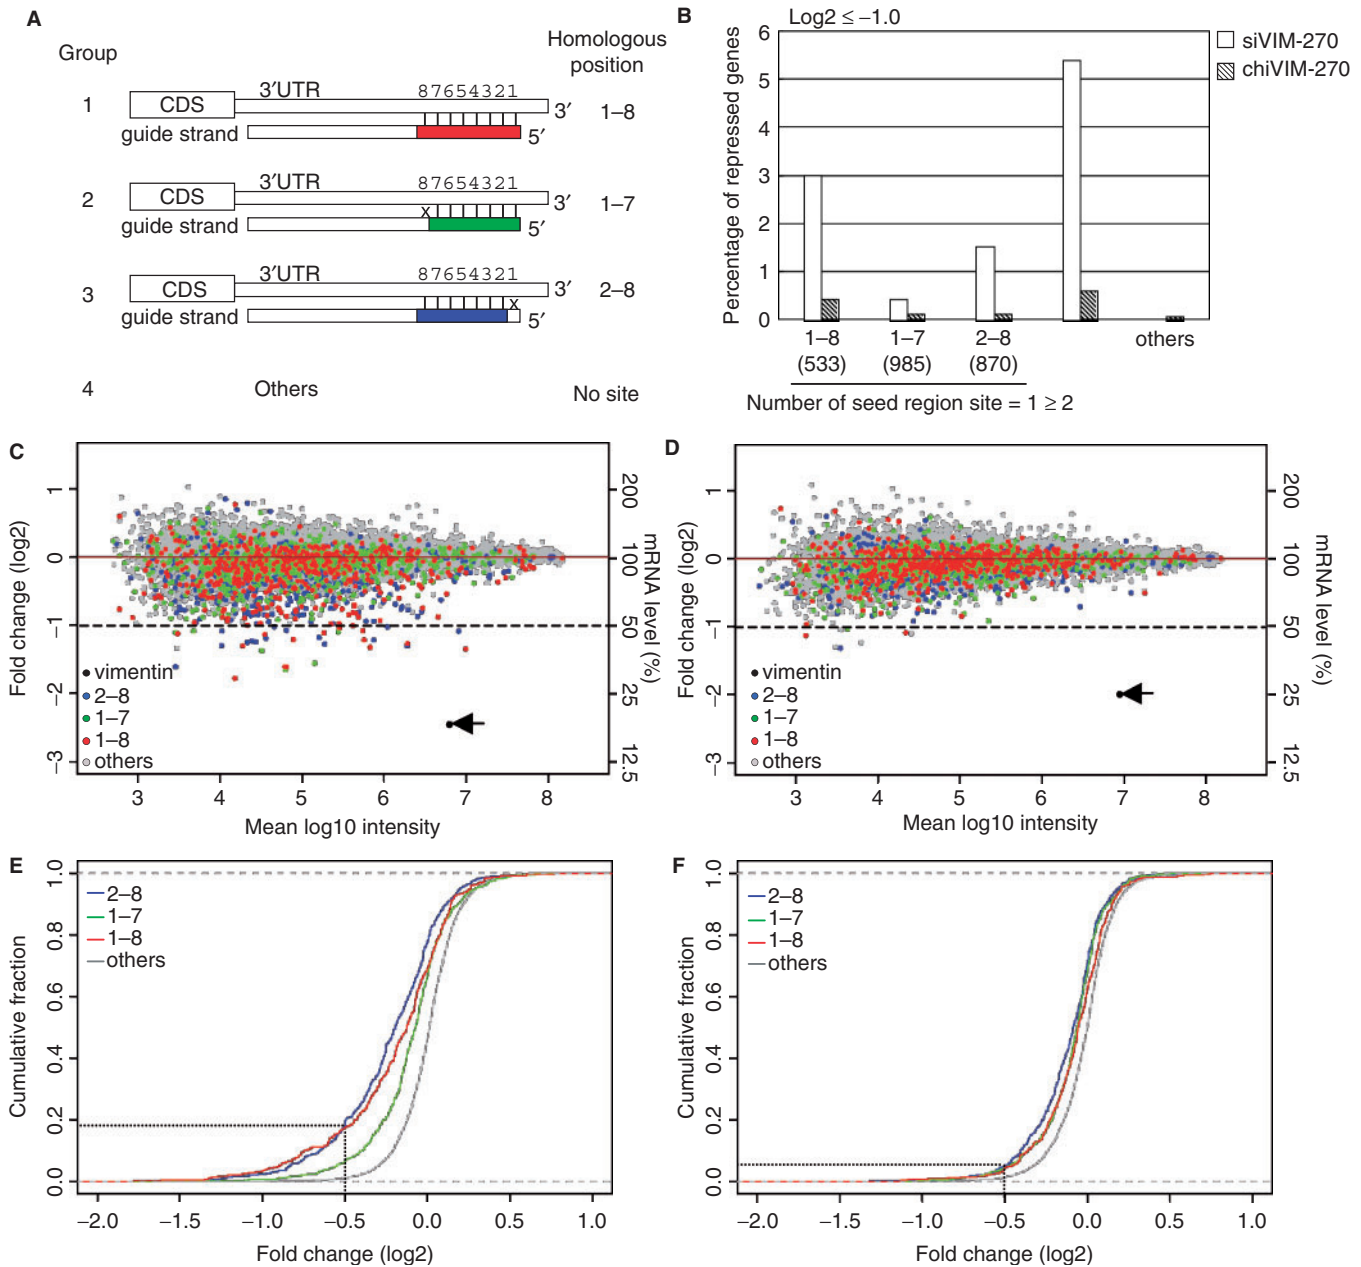 A
Group
Homologous
position
1
CDS
3′UTR
87654321
3′
1–8
guide strand
5′
2
CDS
3′UTR
87654321
3′
1–7
guide strand
x
5′
3
CDS
3′UTR
87654321
3′
2–8
guide strand
x
5′
4
Others
No site
B
Log2 ≤ −1.0
Percentage of repressed genes
6
5
4
3
2
1
0
siVIM-270
chiVIM-270
1–8
1–7
2–8
others
(533)
(985)
(870)
Number of seed region site = 1 ≥ 2
C
Fold change (log2)
1
0
−1
−2
−3
200
100
50
25
12.5
mRNA level (%)
vimentin
2–8
1–7
1–8
others
3 4 5 6 7 8
Mean log10 intensity
D
Fold change (log2)
1
0
−1
−2
−3
200
100
50
25
12.5
mRNA level (%)
vimentin
2–8
1–7
1–8
others
3 4 5 6 7 8
Mean log10 intensity
E
Cumulative fraction
1.0
0.8
0.6
0.4
0.2
0.0
2–8
1–7
1–8
others
−2.0 −1.5 −1.0 −0.5 0.0 0.5 1.0
Fold change (log2)
F
Cumulative fraction
1.0
0.8
0.6
0.4
0.2
0.0
2–8
1–7
1–8
others
−2.0 −1.5 −1.0 −0.5 0.0 0.5 1.0
Fold change (log2)